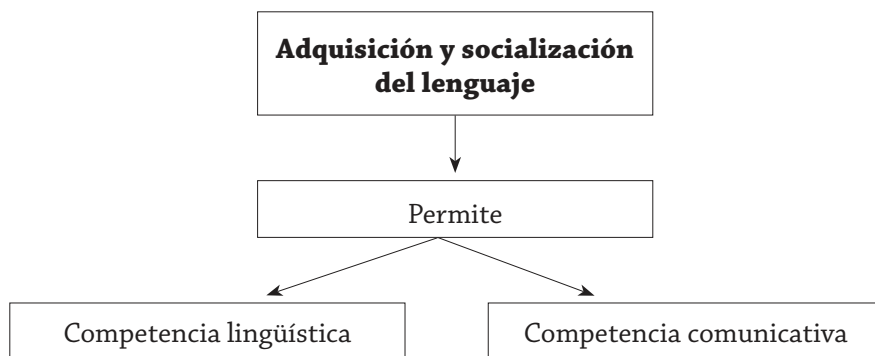 Adquisición y socialización
del lenguaje
Permite
Competencia lingüística
Competencia comunicativa